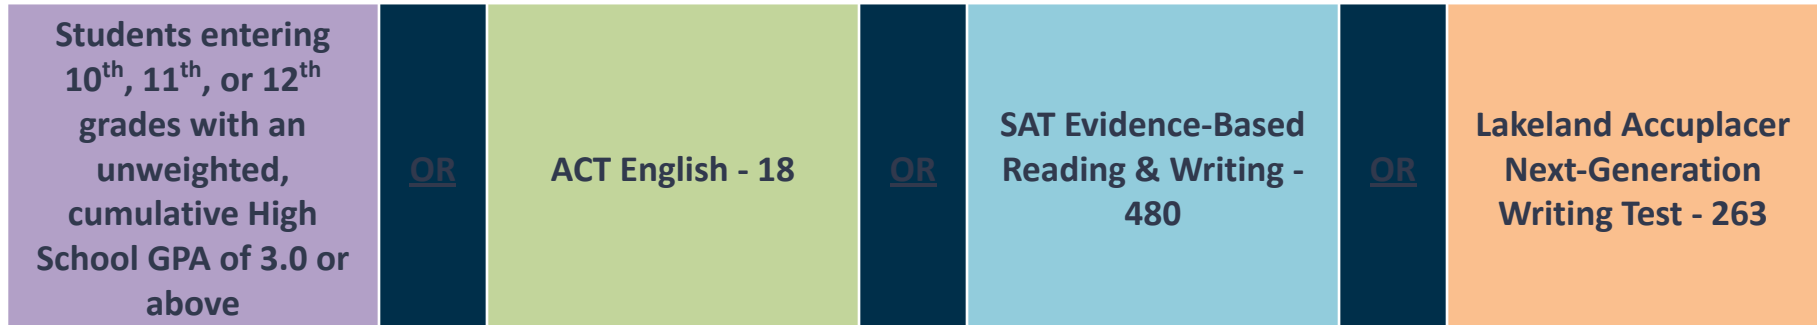 Students entering
10th, 11th, or 12th
grades with an
unweighted,
cumulative High
School GPA of 3.0 or
above
OR
ACT English - 18
OR
SAT Evidence-Based
Reading & Writing -
480
OR
Lakeland Accuplacer
Next-Generation
Writing Test - 263